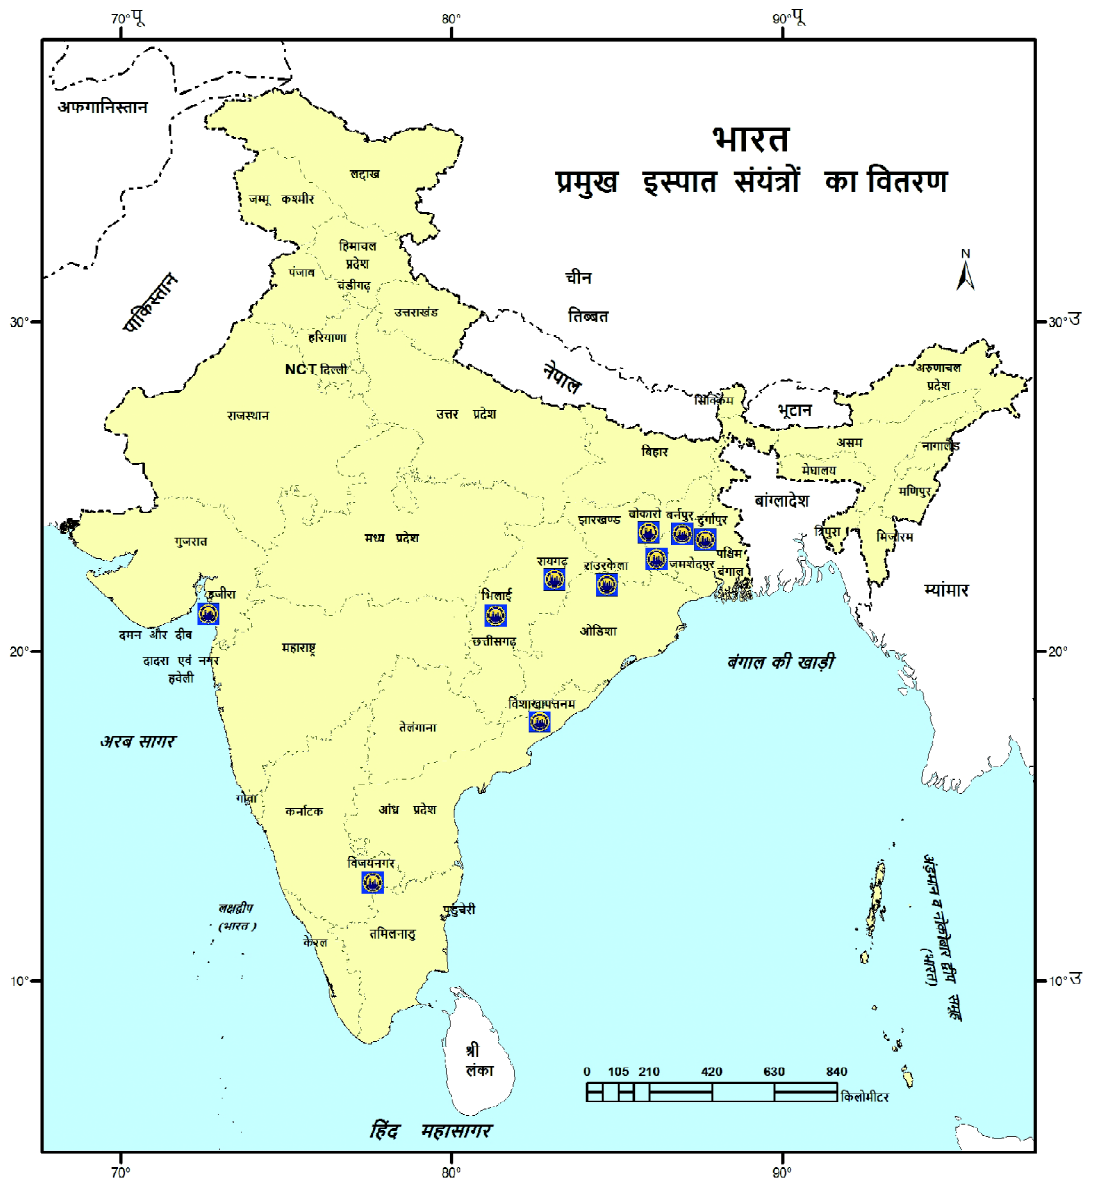 70°पू
80°
90°पू
अफगानिस्तान
भारत
प्रमुख इस्पात संयंत्रों का वितरण
लद्दाख
जम्मू कश्मीर
हिमाचल
प्रदेश
N
पंजाब
चंडीगढ़
चीन
तिब्बत
पाकिस्तान
उत्तराखंड
30°
30°उ
हरियाणा
NCT दिल्ली
नेपाल
अरुणाचल
प्रदेश
सिक्किम
भूटान
राजस्थान
उत्तर प्रदेश
असम
नागालैंड
बिहार
मेघालय
मणिपुर
बांग्लादेश
झारखण्ड
बोकारो
बर्नपुर
दुर्गापुर
त्रिपुरा
मिजोरम
गुजरात
मध्य प्रदेश
पश्चिम
बंगाल
जमशेदपुर
रायगढ़
राउरकेला
म्यांमार
हजीरा
भिलाई
दमन और दीव
छत्तीसगढ़
ओडिशा
महाराष्ट्र
20°
20°
दादरा एवं नगर
हवेली
बंगाल की खाड़ी
विशाखापत्तनम
तेलंगाना
अरब सागर
गोवा
कर्नाटक
आंध्र प्रदेश
विजयनगर
लक्षद्वीप
(भारत)
पुडुचेरी
केरल
तमिलनाडु
अंडमान व नोकोबार द्वीप समूह
(भारत)
10°
10°उ
श्री
लंका
0 105 210 420 630 840
किलोमीटर
हिंद महासागर
70°
80°
90°